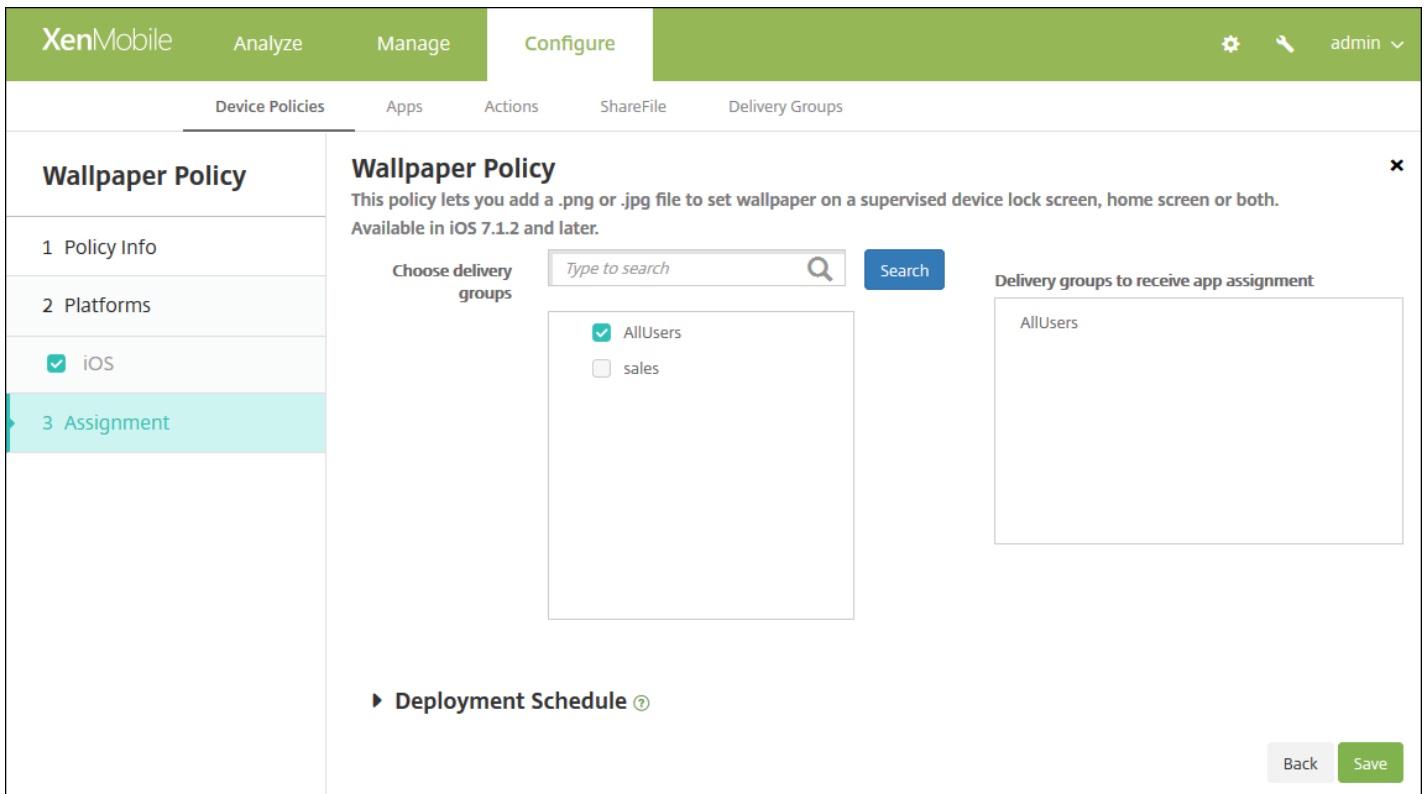 XenMobile Analyze Manage Configure admin
Device Policies Apps Actions ShareFile Delivery Groups
Wallpaper Policy
1 Policy Info
2 Platforms
iOS
3 Assignment
Wallpaper Policy
This policy lets you add a .png or .jpg file to set wallpaper on a supervised device lock screen, home screen or both.
Available in iOS 7.1.2 and later.
Choose delivery
groups
Type to search
Search
AllUsers
sales
Delivery groups to receive app assignment
AllUsers
Deployment Schedule ?
Back Save